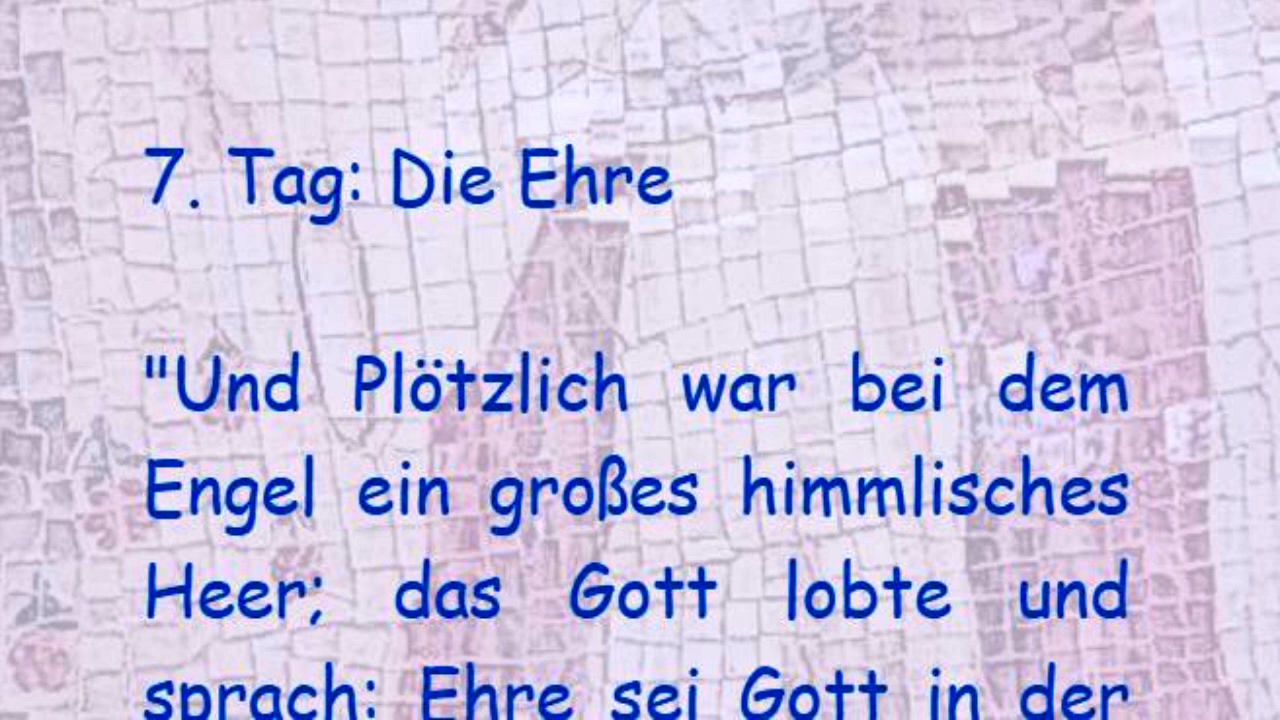 7. Tag: Die Ehre
"Und Plötzlich war bei dem
Engel ein großes himmlisches
Heer; das Gott lobte und
sprach: Ehre sei Gott in der